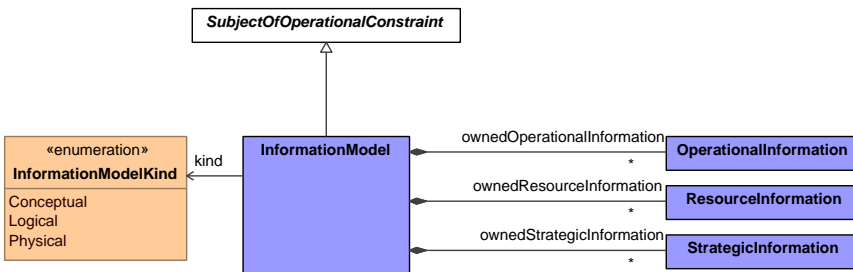 SubjectOfOperationalConstraint
«enumeration»
InformationModelKind
Conceptual
Logical
Physical
kind
InformationModel
ownedOperationalInformation
*
OperationalInformation
ownedResourceInformation
*
ResourceInformation
ownedStrategicInformation
*
StrategicInformation